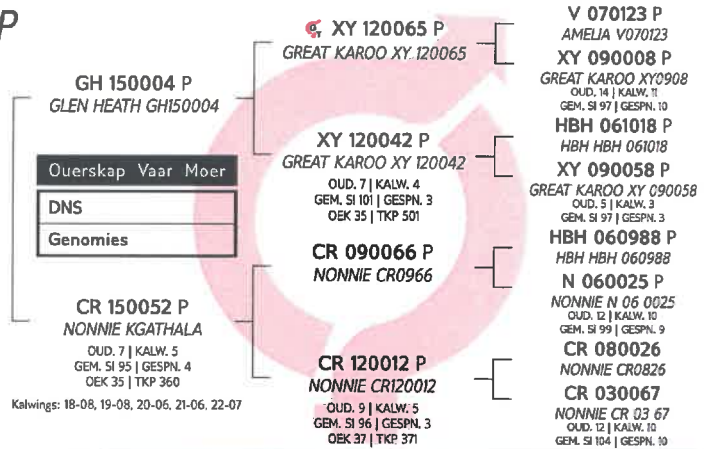 P
GH 150004 P
GLEN HEATH GH150004
Ouerskap Vaar Moer
DNS
Genomies
CR 150052 P
NONNIE KGATHALA
OUD. 7 | KALW. 5
GEM. SI 95 | GESPN. 4
OEK 35 | TKP 360
Kalwings: 18-08, 19-08, 20-06, 21-06, 22-07
XY 120065 P
GREAT KAROO XY 120065
XY 120042 P
GREAT KAROO XY 120042
OUD. 7 | KALW. 4
GEM. SI 101 | GESPN. 3
OEK 35 | TKP 501
CR 090066 P
NONNIE CR0966
CR 120012 P
NONNIE CR120012
OUD. 9 | KALW. 5
GEM. SI 96 | GESPN. 3
OEK 37 | TKP 371
V 070123 P
AMELIA V070123
XY 090008 P
GREAT KAROO XY0908
OUD. 14 | KALW. 11
GEM. SI 97 | GESPN. 10
HBH 061018 P
HBH HBH 061018
XY 090058 P
GREAT KAROO XY 090058
OUD. 5 | KALW. 3
GEM. SI 97 | GESPN. 3
HBH 060988 P
HBH HBH 060988
N 060025 P
NONNIE N 06 0025
OUD. 12 | KALW. 10
GEM. SI 99 | GESPN. 9
CR 080026
NONNIE CR0826
CR 030067
NONNIE CR 03 67
OUD. 12 | KALW. 10
GEM. SI 104 | GESPN. 10